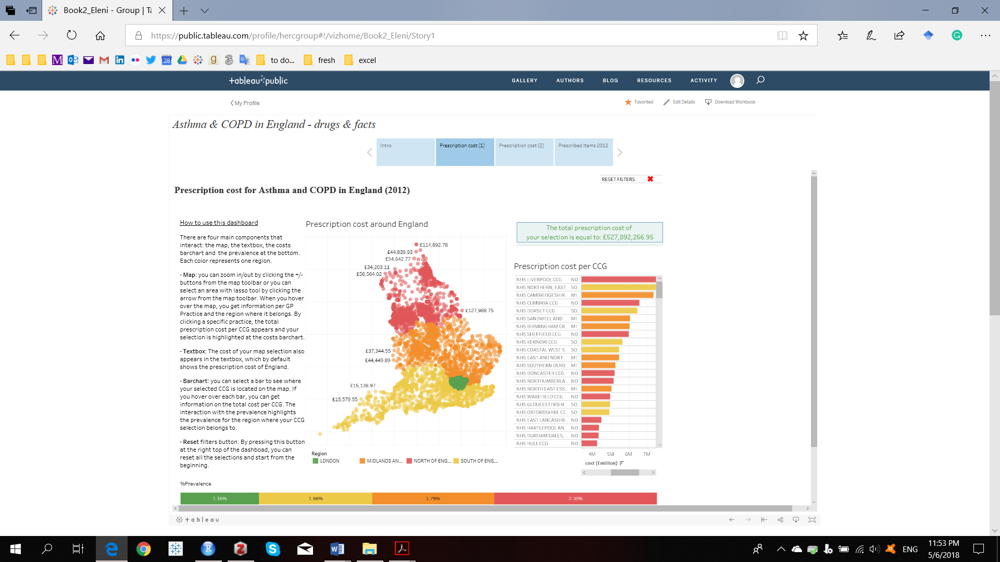 Book2_Eleni - Group | Ta
https://public.tableau.com/profile/hercgroup#!/vizhome/Book2_Eleni/Story1
to do... fresh excel
+ableau+public
GALLERY AUTHORS BLOG RESOURCES ACTIVITY
My Profile
Favorited Edit Details Download Workbook
Asthma & COPD in England - drugs & facts
Intro
Prescription cost (1)
Prescription cost (2)
Prescribed Items 2012
RESET FILTERS
Prescription cost for Asthma and COPD in England (2012)
How to use this dashboard
There are four main components that
interact: the map, the textbox, the costs
barchart and the prevalence at the bottom.
Each color represents one region.
- Map: you can zoom in/out by clicking the +/-
buttons from the map toolbar or you can
select an area with lasso tool by clicking the
arrow from the map toolbar. When you hover
over the map, you get information per GP
Practice and the region where it belongs. By
clicking a specific practice, the total
prescription cost per CCG appears and your
selection is highlighted at the costs barchart.
- Textbox: The cost of your map selection also
appears in the textbox, which by default
shows the prescription cost of England.
- Barchart: you can select a bar to see where
your selected CCG is located on the map. If
you hover over each bar, you can get
information on the total cost per CCG. The
interaction with the prevalence highlights
the prevalence for the region where your CCG
selection belongs to.
- Reset filters button: By pressing this button
at the right top of the dashboad, you can
reset all the selections and start from the
beginning.
Prescription cost around England
£114,892.78
£44,839.93
£54,642.77
£34,203.11
£56,564.02
£127,988.75
£37,344.55
£44,449.89
£15,136.97
£15,579.55
Region
LONDON MIDLANDS AN... NORTH OF ENG... SOUTH OF ENG...
The total prescription cost of
your selection is equal to: £527,892,266.95
Prescription cost per CCG
NHS LIVERPOOL CCG NO..
NHS NORTHERN, EAST.. SO..
NHS CAMBRIDGESHIR.. MI..
NHS CUMBRIA CCG NO..
NHS DORSET CCG SO..
NHS SANDWELL AND .. MI..
NHS BIRMINGHAM CR.. MI..
NHS SHEFFIELD CCG NO..
NHS KERNOW CCG SO..
NHS COASTAL WEST S.. SO..
NHS EAST AND NORT.. MI..
NHS SOUTHERN DERB.. MI..
NHS DONCASTER CCG NO..
NHS NORTHUMBERLA.. NO..
NHS NORTH EAST ESS.. MI..
NHS WAKEFIELD CCG NO..
NHS GLOUCESTERSHI.. SO..
NHS OXFORDSHIRE CC.. SO..
NHS EAST LANCASHIR.. NO..
NHS HARTLEPOOL AN.. NO..
NHS DURHAM DALES, .. NO..
NHS HULL CCG NO..
4M 5M 6M 7M
cost (£million)
%Prevalence
1.16% 1.66% 1.79% 2.38%
+ a b l e a u
ENG
11:53 PM
5/6/2018